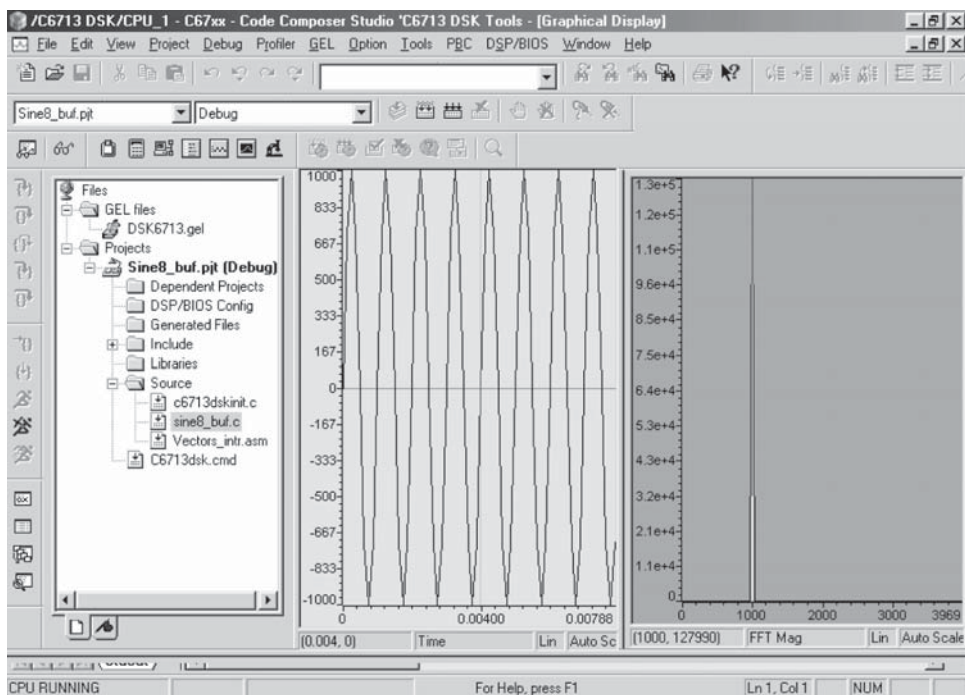 /C6713 DSK/CPU_1 - C67xx - Code Composer Studio 'C6713 DSK Tools - [Graphical Display]
File Edit View Project Debug Profiler GEL Option Tools PBC DSP/BIOS Window Help
Sine8_buf.pjt Debug
Files
GEL files
DSK6713.gel
Projects
Sine8_buf.pjt (Debug)
Dependent Projects
DSP/BIOS Config
Generated Files
Include
Libraries
Source
c6713dskinit.c
sine8_buf.c
Vectors_intr.asm
C6713dsk.cmd
1000
833
667
500
333
167
0
-167
-333
-500
-667
-833
-1000
0 0.00400 0.00788
(0.004, 0) Time Lin Auto Sc
1.3e+5
1.2e+5
1.1e+5
9.6e+4
8.5e+4
7.5e+4
6.4e+4
5.3e+4
4.3e+4
3.2e+4
2.1e+4
1.1e+4
0
0 1000 2000 3000 3969
(1000, 127990) FFT Mag Lin Auto Scale
CPU RUNNING For Help, press F1 Ln 1, Col 1 NUM